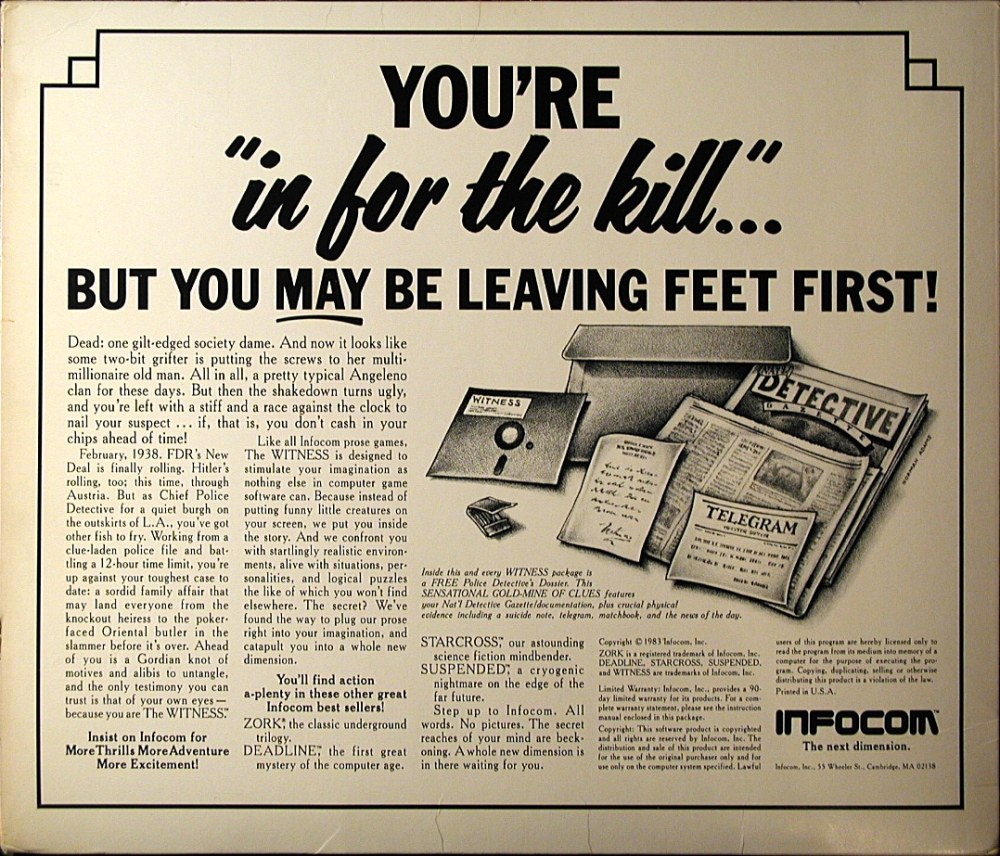 YOU'RE
"in for the kill..."
BUT YOU MAY BE LEAVING FEET FIRST!
Dead: one gilt-edged society dame. And now it looks like
some two-bit grifter is putting the screws to her multi-
millionaire old man. All in all, a pretty typical Angeleno
clan for these days. But then the shakedown turns ugly,
and you're left with a stiff and a race against the clock to
nail your suspect ... if, that is, you don't cash in your
chips ahead of time!
February, 1938. FDR's New
Deal is finally rolling. Hitler's
rolling, too; this time, through
Austria. But as Chief Police
Detective for a quiet burgh on
the outskirts of L.A., you've got
other fish to fry. Working from a
clue-laden police file and bat-
tling a 12-hour time limit, you're
up against your toughest case to
date: a sordid family affair that
may land everyone from the
knockout heiress to the poker-
faced Oriental butler in the
slammer before it's over. Ahead
of you is a Gordian knot of
motives and alibis to untangle,
and the only testimony you can
trust is that of your own eyes—
because you are The WITNESS.™
Insist on Infocom for
More Thrills More Adventure
More Excitement!
Like all Infocom prose games,
The WITNESS is designed to
stimulate your imagination as
nothing else in computer game
software can. Because instead of
putting funny little creatures on
your screen, we put you inside
the story. And we confront you
with startlingly realistic environ-
ments, alive with situations, per-
sonalities, and logical puzzles
the like of which you won't find
elsewhere. The secret? We've
found the way to plug our prose
right into your imagination, and
catapult you into a whole new
dimension.
You'll find action
a-plenty in these other great
Infocom best sellers!
ZORK®, the classic underground
trilogy.
DEADLINE™, the first great
mystery of the computer age.
WITNESS
DETECTIVE
GAZETTE
TELEGRAM
Inside this and every WITNESS package is
a FREE Police Detective's Dossier. This
SENSATIONAL GOLD-MINE OF CLUES features
your Nat'l Detective Gazette/documentation, plus crucial physical
evidence including a suicide note, telegram, matchbook, and the news of the day.
STARCROSS™, our astounding
science fiction mindbender.
SUSPENDED™, a cryogenic
nightmare on the edge of the
far future.
Step up to Infocom. All
words. No pictures. The secret
reaches of your mind are beck-
oning. A whole new dimension is
in there waiting for you.
Copyright © 1983 Infocom, Inc.
ZORK is a registered trademark of Infocom, Inc.
DEADLINE, STARCROSS, SUSPENDED,
and WITNESS are trademarks of Infocom, Inc.
Limited Warranty: Infocom, Inc., provides a 90-
day limited warranty for its products. For a com-
plete warranty statement, please see the instruction
manual enclosed in this package.
Copyright: This software product is copyrighted
and all rights are reserved by Infocom, Inc. The
distribution and sale of this product are intended
for the use of the original purchaser only and for
use only on the computer system specified. Lawful
users of this program are hereby licensed only to
read the program from its medium into memory of a
computer for the purpose of executing the pro-
gram. Copying, duplicating, selling or otherwise
distributing this product is a violation of the law.
Printed in U.S.A.
INFOCOM™
The next dimension.
Infocom, Inc., 55 Wheeler St., Cambridge, MA 02138